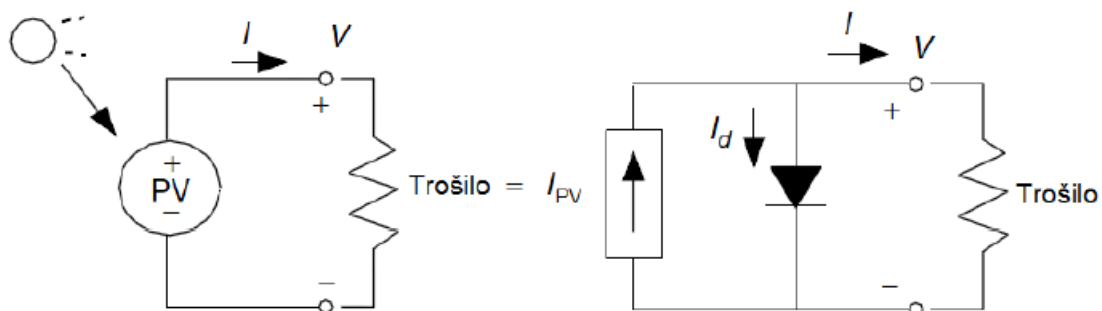 I V
+
+
PV
−
Trošilo =
−
I V
+
I_PV
I_d
Trošilo
−